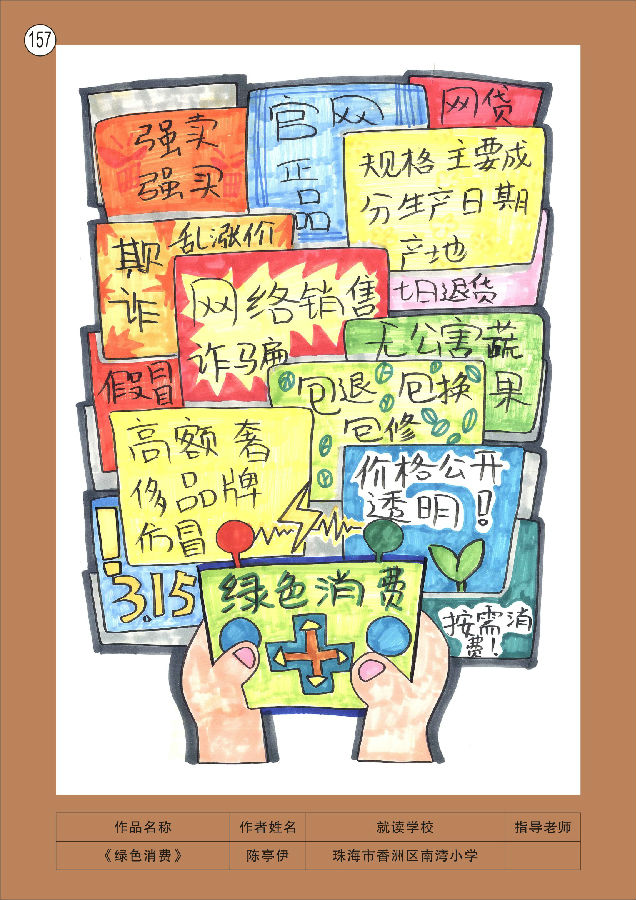 157
强卖
强买
官网
正
品
网贷
规格 主要成
分生产日期
产地
欺
诈
乱涨价
网络销售
诈骗
七日退货
无公害蔬
果
假冒
包退 包换
包修
高额奢
侈品牌
仿冒
价格公开
透明!
!
3.15
绿色消费
按需消
费!
作品名称 作者姓名 就读学校 指导老师
《绿色消费》 陈亭伊 珠海市香洲区南湾小学